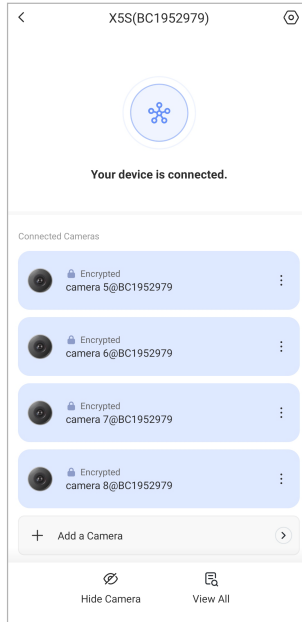 X5S(BC1952979)
Your device is connected.
Connected Cameras
Encrypted
camera 5@BC1952979
Encrypted
camera 6@BC1952979
Encrypted
camera 7@BC1952979
Encrypted
camera 8@BC1952979
Add a Camera
Hide Camera
View All